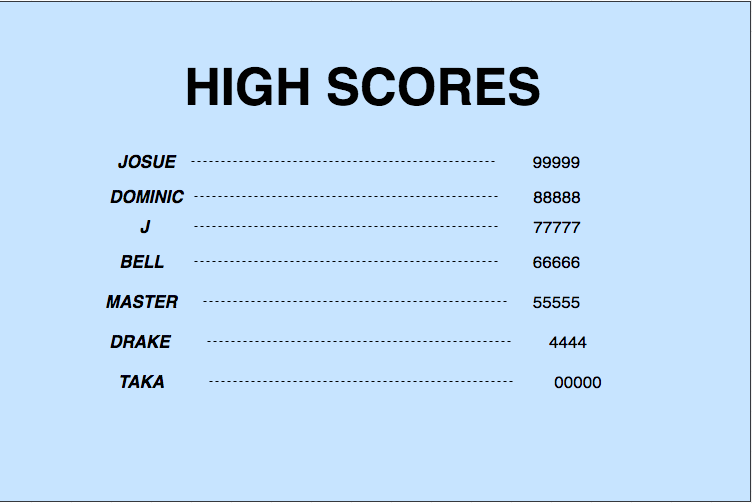 HIGH SCORES
JOSUE ---------------------------------------------------- 99999
DOMINIC ---------------------------------------------------- 88888
J ---------------------------------------------------- 77777
BELL ---------------------------------------------------- 66666
MASTER ---------------------------------------------------- 55555
DRAKE ---------------------------------------------------- 4444
TAKA ---------------------------------------------------- 00000